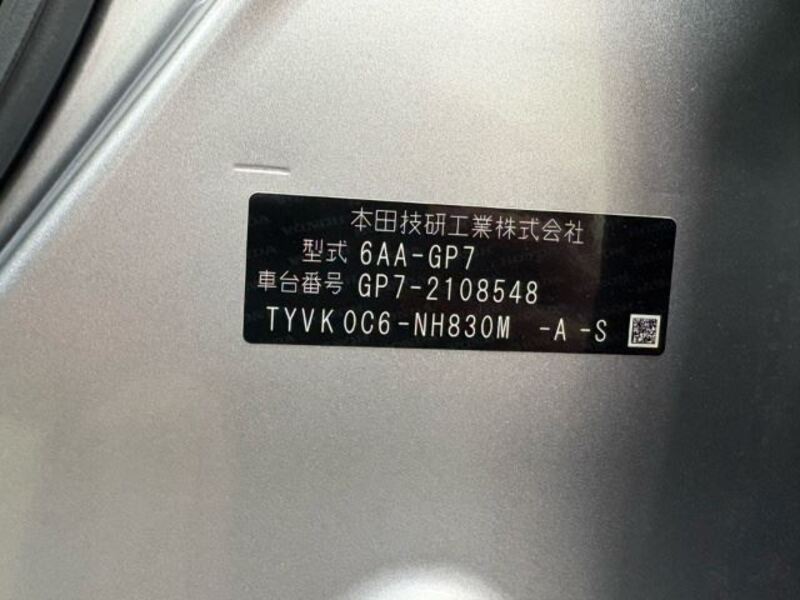 本田技研工業株式会社
型式 6AA-GP7
車台番号 GP7-2108548
TYVK0C6-NH830M -A -S